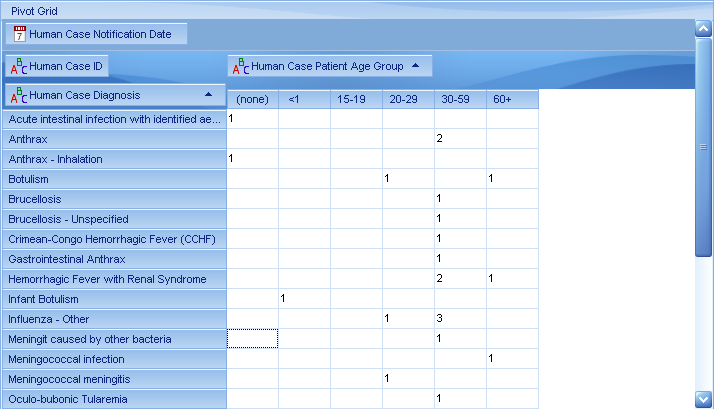 Pivot Grid
7 Human Case Notification Date
ABC Human Case ID ABC Human Case Patient Age Group
ABC Human Case Diagnosis (none) <1 15-19 20-29 30-59 60+
Acute intestinal infection with identified ae... 1
Anthrax 2
Anthrax - Inhalation 1
Botulism 1 1
Brucellosis 1
Brucellosis - Unspecified 1
Crimean-Congo Hemorrhagic Fever (CCHF) 1
Gastrointestinal Anthrax 1
Hemorrhagic Fever with Renal Syndrome 2 1
Infant Botulism 1
Influenza - Other 1 3
Meningit caused by other bacteria 1
Meningococcal infection 1
Meningococcal meningitis 1
Oculo-bubonic Tularemia 1